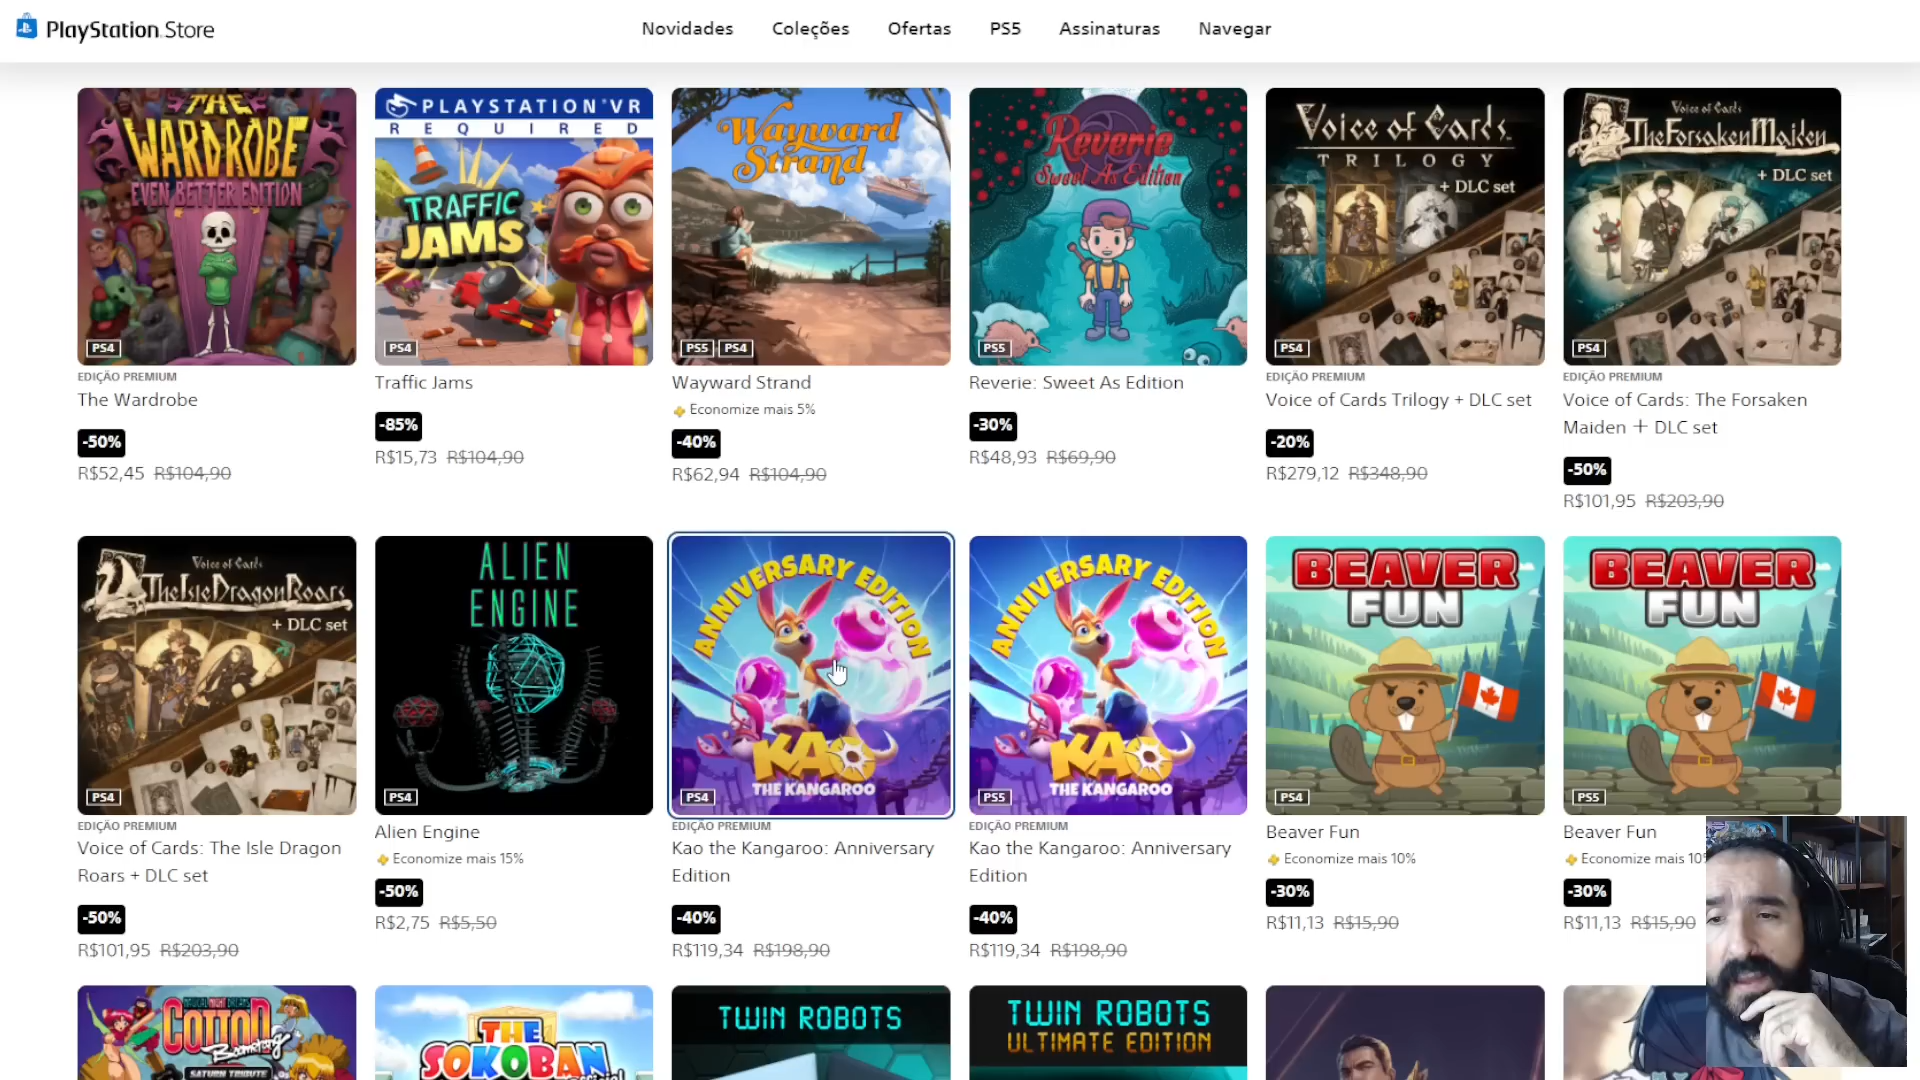 PlayStation Store
Novidades
Coleções
Ofertas
PS5
Assinaturas
Navegar
THE
WARDROBE
EVEN BETTER EDITION
PS4
EDIÇÃO PREMIUM
The Wardrobe
-50%
R$52,45 R$104,90
PLAYSTATION®VR
REQUIRED
TRAFFIC
JAMS
PS4
Traffic Jams
-85%
R$15,73 R$104,90
Wayward
Strand
PS5 PS4
Wayward Strand
Economize mais 5%
-40%
R$62,94 R$104,90
Reverie
Sweet As Edition
PS5
Reverie: Sweet As Edition
-30%
R$48,93 R$69,90
Voice of Cards
TRILOGY
+ DLC set
PS4
EDIÇÃO PREMIUM
Voice of Cards Trilogy + DLC set
-20%
R$279,12 R$348,90
Voice of Cards
The Forsaken Maiden
+ DLC set
PS4
EDIÇÃO PREMIUM
Voice of Cards: The Forsaken
Maiden + DLC set
-50%
R$101,95 R$203,90
Voice of Cards
The Isle Dragon Roars
+ DLC set
PS4
EDIÇÃO PREMIUM
Voice of Cards: The Isle Dragon
Roars + DLC set
-50%
R$101,95 R$203,90
ALIEN
ENGINE
PS4
Alien Engine
Economize mais 15%
-50%
R$2,75 R$5,50
ANNIVERSARY EDITION
KAO
THE KANGAROO
PS4
EDIÇÃO PREMIUM
Kao the Kangaroo: Anniversary
Edition
-40%
R$119,34 R$198,90
ANNIVERSARY EDITION
KAO
THE KANGAROO
PS5
EDIÇÃO PREMIUM
Kao the Kangaroo: Anniversary
Edition
-40%
R$119,34 R$198,90
BEAVER
FUN
PS4
Beaver Fun
Economize mais 10%
-30%
R$11,13 R$15,90
BEAVER
FUN
PS5
Beaver Fun
Economize mais 10%
-30%
R$11,13 R$15,90
COTTON
Boomerang
SATURN TRIBUTE
THE
SOKOBAN
TWIN ROBOTS
TWIN ROBOTS
ULTIMATE EDITION